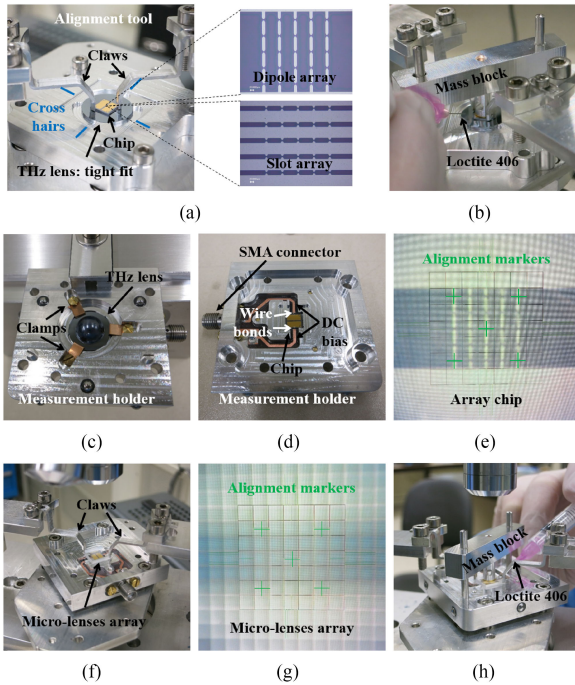 Alignment tool
Claws
Cross
hairs
Chip
THz lens: tight fit
Dipole array
Slot array
(a)
Mass block
Loctite 406
(b)
THz lens
Clamps
Measurement holder
(c)
SMA connector
Wire
bonds
DC
bias
Chip
Measurement holder
(d)
Alignment markers
Array chip
(e)
Claws
Micro-lenses array
(f)
Alignment markers
Micro-lenses array
(g)
Mass block
Loctite 406
(h)